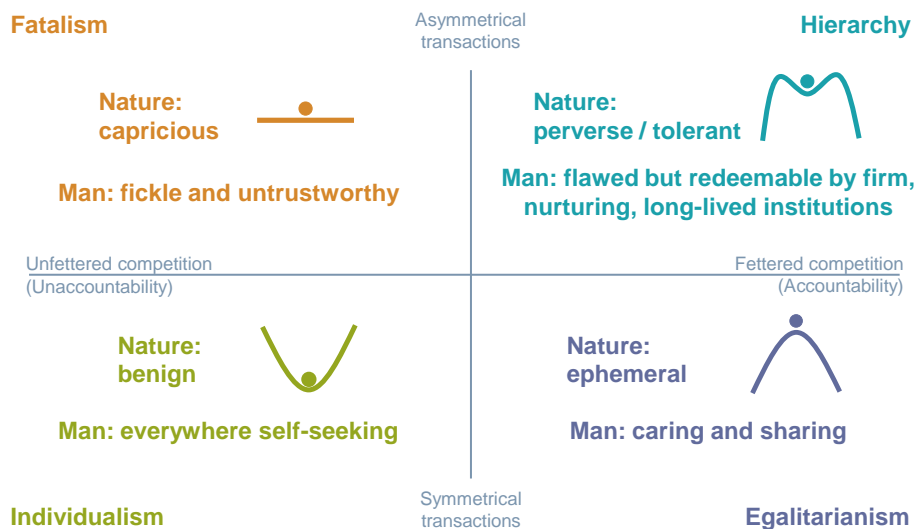 Fatalism
Asymmetrical
transactions
Hierarchy
Nature:
capricious
Nature:
perverse / tolerant
Man: fickle and untrustworthy
Man: flawed but redeemable by firm,
nurturing, long-lived institutions
Unfettered competition
(Unaccountability)
Fettered competition
(Accountability)
Nature:
benign
Nature:
ephemeral
Man: everywhere self-seeking
Man: caring and sharing
Individualism
Symmetrical
transactions
Egalitarianism